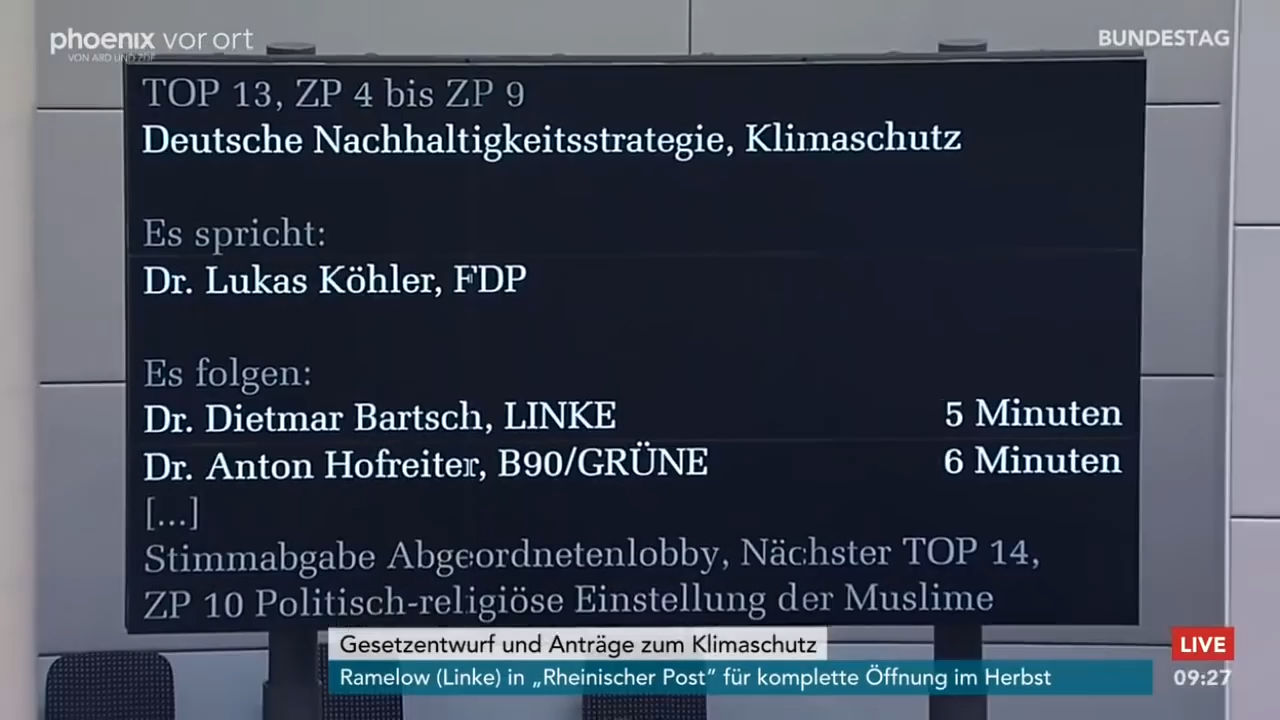 phoenix vor ort
VON ARD UND ZDF
BUNDESTAG
TOP 13, ZP 4 bis ZP 9
Deutsche Nachhaltigkeitsstrategie, Klimaschutz
Es spricht:
Dr. Lukas Köhler, FDP
Es folgen:
Dr. Dietmar Bartsch, LINKE 5 Minuten
Dr. Anton Hofreiter, B90/GRÜNE 6 Minuten
[...]
Stimmabgabe Abgeordnetenlobby, Nächster TOP 14,
ZP 10 Politisch-religiöse Einstellung der Muslime
Gesetzentwurf und Anträge zum Klimaschutz
LIVE
Ramelow (Linke) in „Rheinischer Post“ für komplette Öffnung im Herbst
09:27